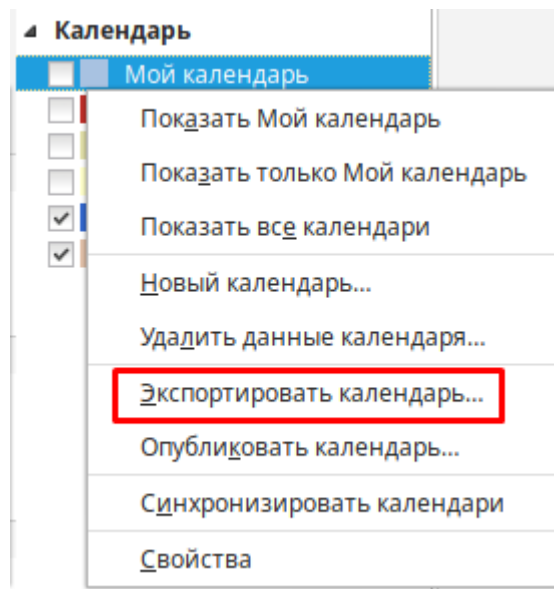 Календарь
Мой календарь
Показать Мой календарь
Показать только Мой календарь
Показать все календари
Новый календарь...
Удалить данные календаря...
Экспортировать календарь...
Опубликовать календарь...
Синхронизировать календари
Свойства